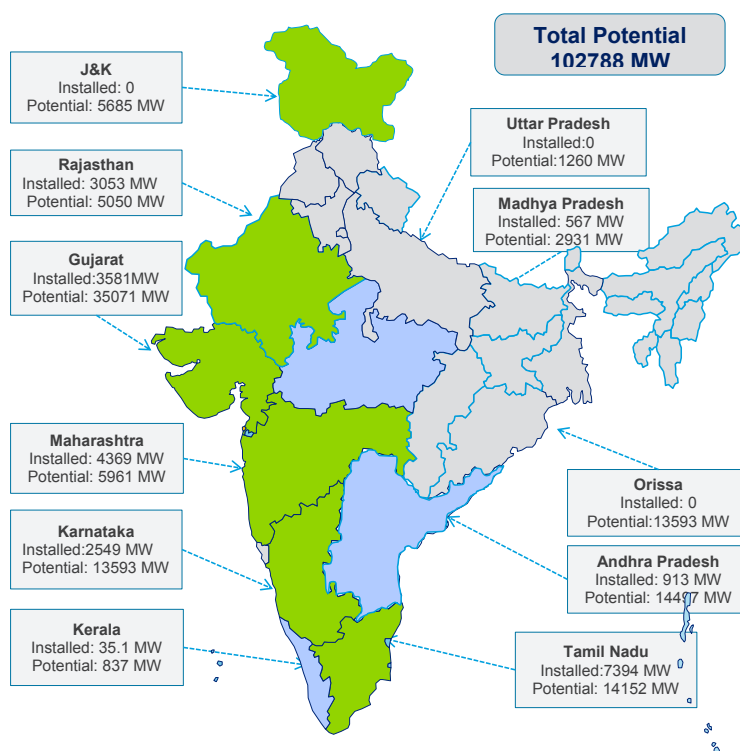 Total Potential
102788 MW
J&K
Installed: 0
Potential: 5685 MW
Uttar Pradesh
Installed:0
Potential:1260 MW
Rajasthan
Installed: 3053 MW
Potential: 5050 MW
Madhya Pradesh
Installed: 567 MW
Potential: 2931 MW
Gujarat
Installed:3581MW
Potential: 35071 MW
Maharashtra
Installed: 4369 MW
Potential: 5961 MW
Orissa
Installed: 0
Potential:13593 MW
Karnataka
Installed:2549 MW
Potential: 13593 MW
Andhra Pradesh
Installed: 913 MW
Potential: 14497 MW
Kerala
Installed: 35.1 MW
Potential: 837 MW
Tamil Nadu
Installed:7394 MW
Potential: 14152 MW